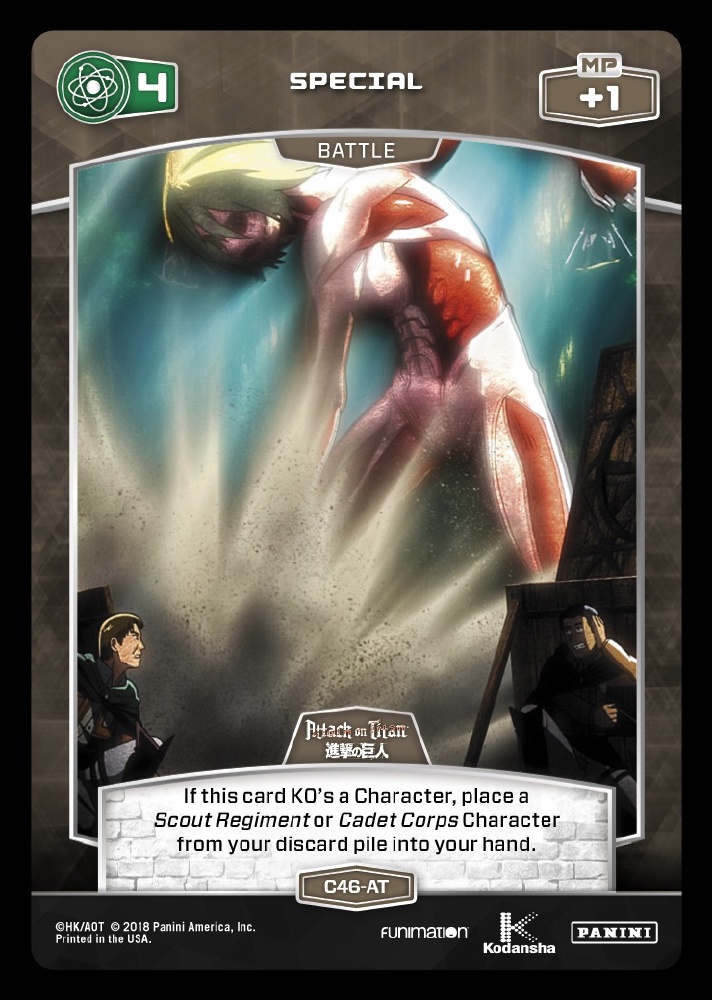 4
SPECIAL
MP
+1
BATTLE
Attack on Titan
進撃の巨人
If this card KO's a Character, place a
Scout Regiment or Cadet Corps Character
from your discard pile into your hand.
C46-AT
©HK/AOT © 2018 Panini America, Inc.
Printed in the USA.
FUNIMATION
K
Kodansha
PANINI